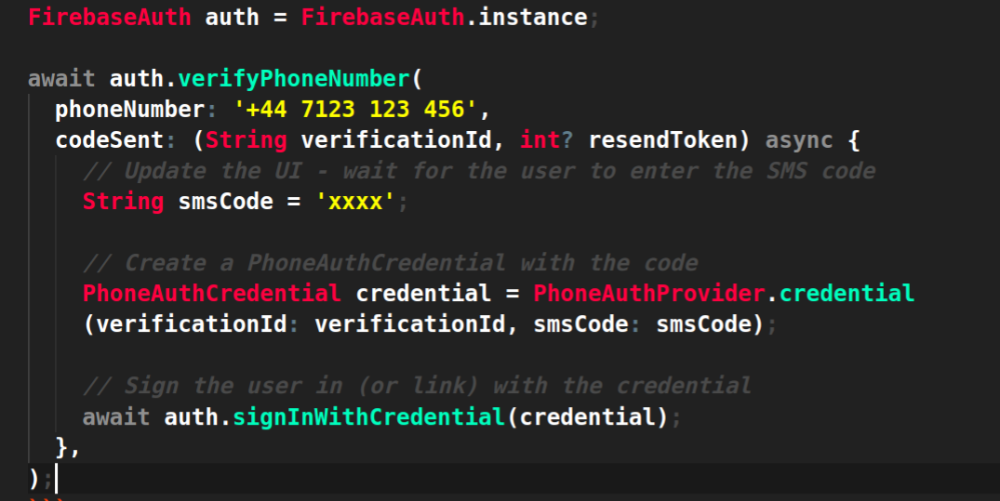 FirebaseAuth auth = FirebaseAuth.instance;
await auth.verifyPhoneNumber(
phoneNumber: '+44 7123 123 456',
codeSent: (String verificationId, int? resendToken) async {
// Update the UI - wait for the user to enter the SMS code
String smsCode = 'xxxx';
// Create a PhoneAuthCredential with the code
PhoneAuthCredential credential = PhoneAuthProvider.credential
(verificationId: verificationId, smsCode: smsCode);
// Sign the user in (or link) with the credential
await auth.signInWithCredential(credential);
},
);